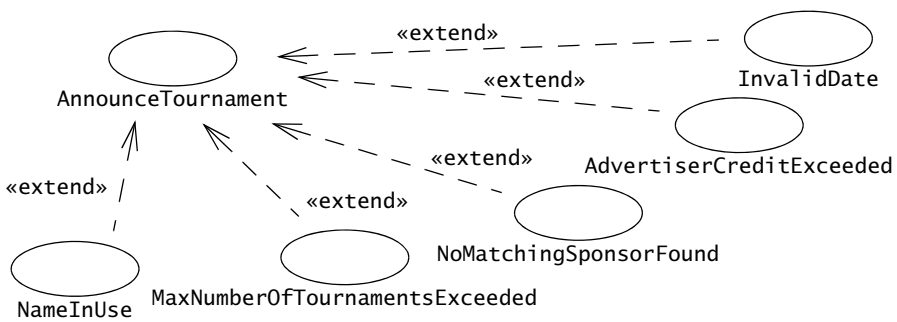 «extend»
InvalidDate
AnnounceTournament
«extend»
AdvertiserCreditExceeded
«extend»
«extend»
«extend»
NoMatchingSponsorFound
MaxNumberOfTournamentsExceeded
NameInUse